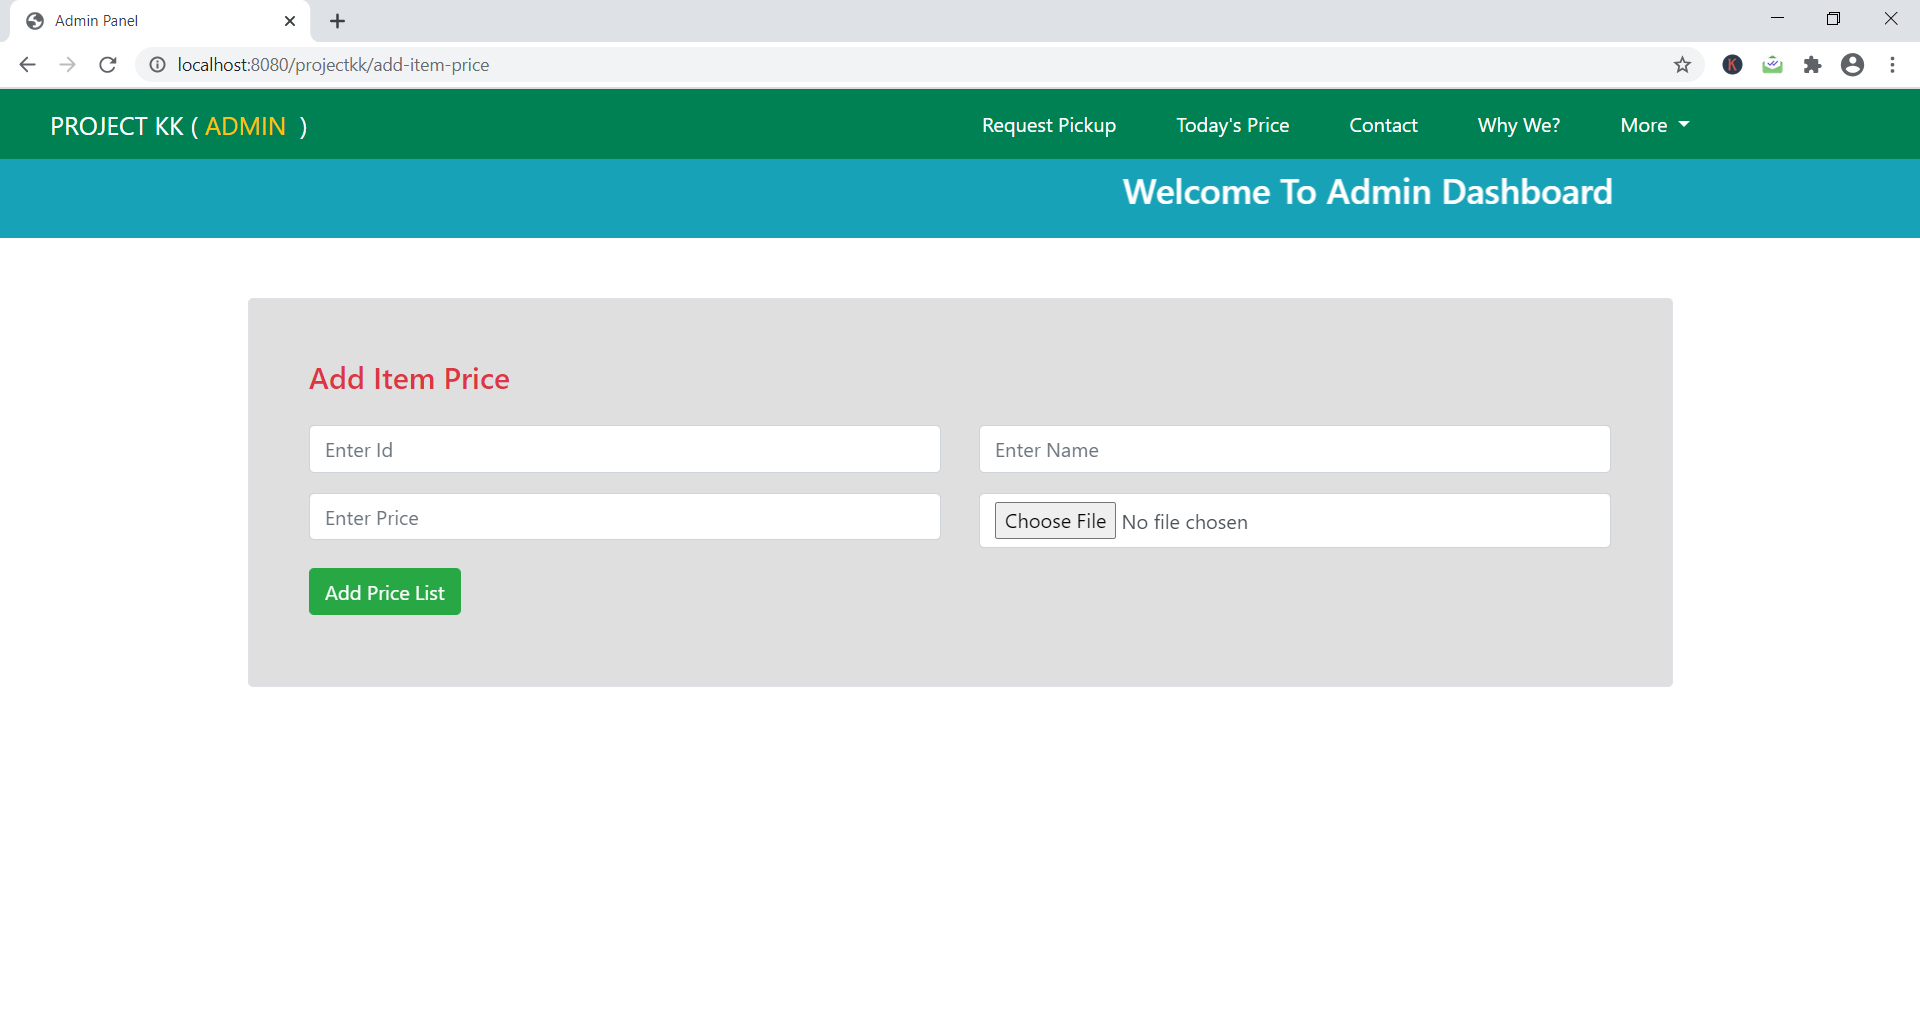 Admin Panel
localhost:8080/projectkk/add-item-price
K
PROJECT KK ( ADMIN ) Request Pickup Today's Price Contact Why We? More
Welcome To Admin Dashboard
Add Item Price
Enter Id Enter Name
Enter Price Choose File No file chosen
Add Price List